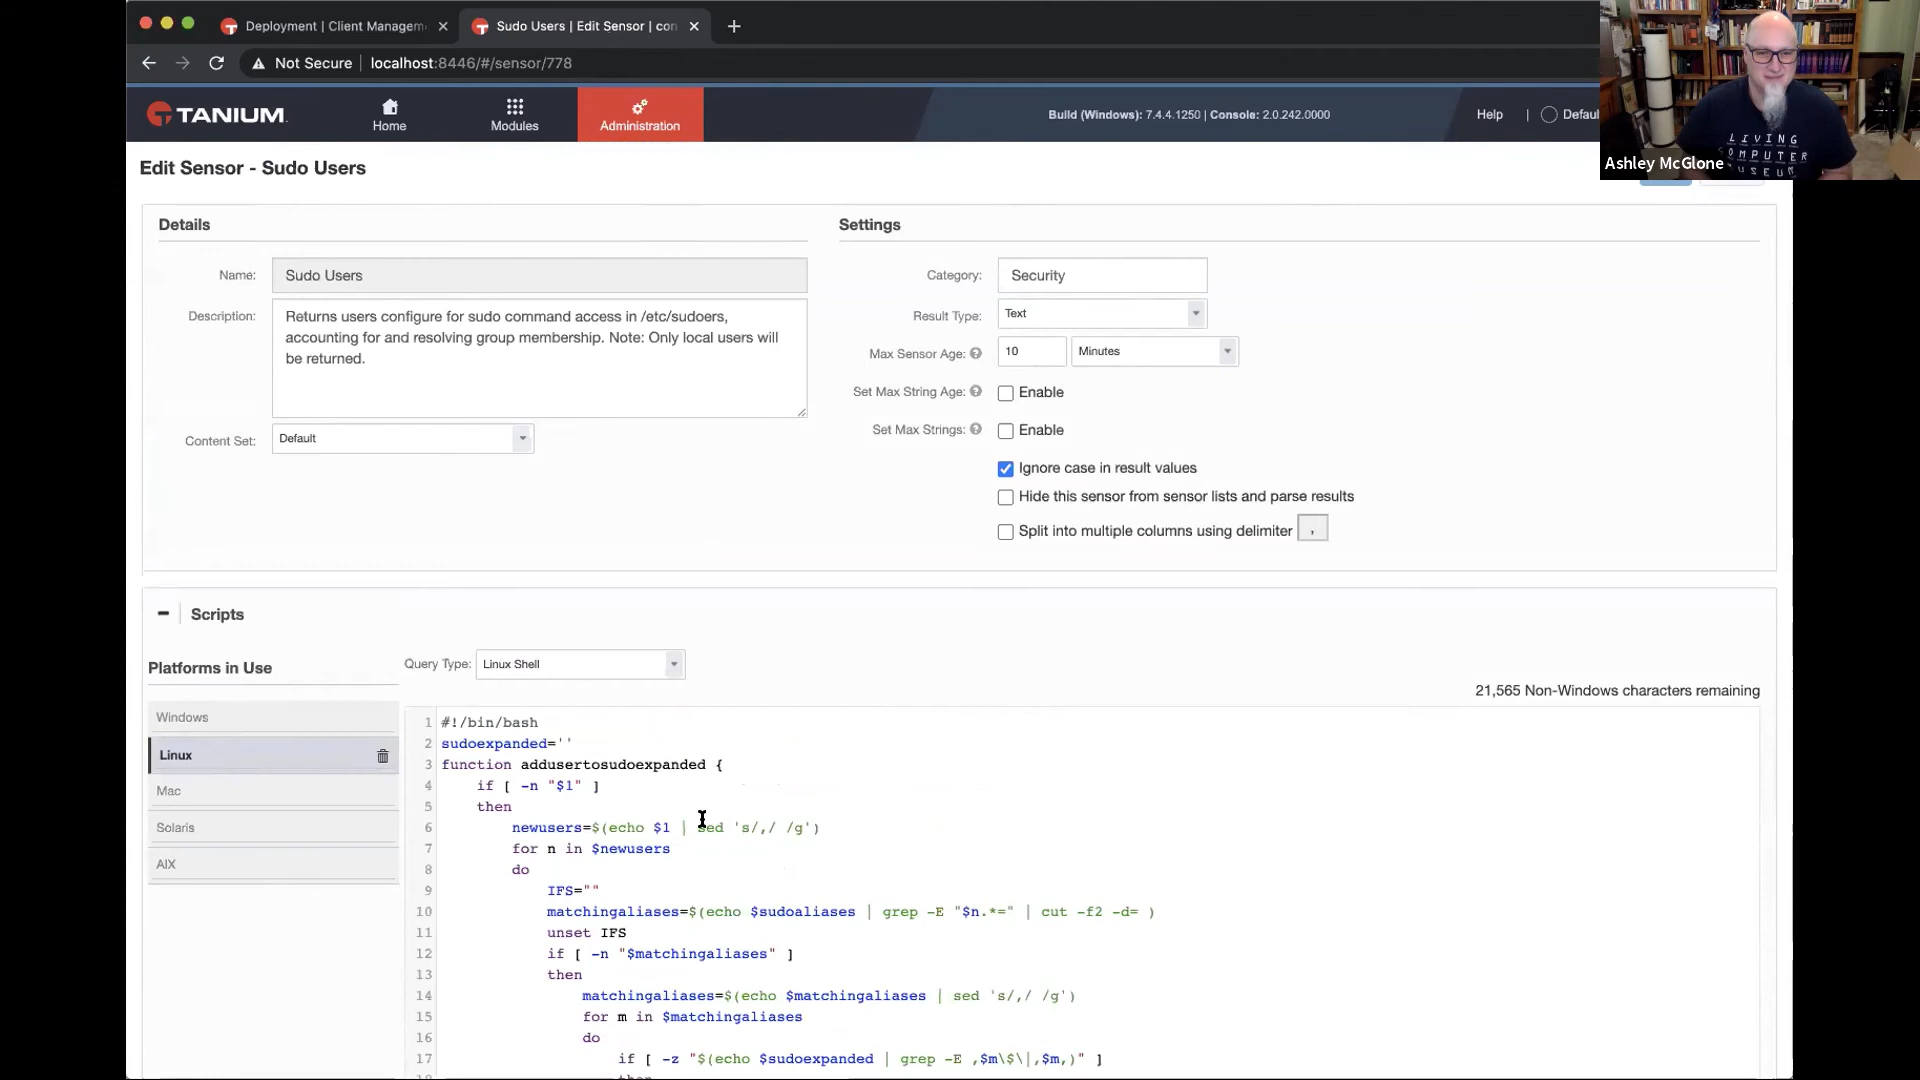 Deployment | Client Managem
Sudo Users | Edit Sensor | con
Not Secure
localhost:8446/#/sensor/778
TANIUM
Home
Modules
Administration
Build (Windows): 7.4.4.1250 | Console: 2.0.242.0000
Help
Defau
LIVING
COMPUTER
MUSEUM
Ashley McGlone
Edit Sensor - Sudo Users
Details
Name:
Sudo Users
Description:
Returns users configure for sudo command access in /etc/sudoers,
accounting for and resolving group membership. Note: Only local users will
be returned.
Content Set:
Default
Settings
Category:
Security
Result Type:
Text
Max Sensor Age:
10
Minutes
Set Max String Age:
Enable
Set Max Strings:
Enable
Ignore case in result values
Hide this sensor from sensor lists and parse results
Split into multiple columns using delimiter ,
Scripts
Platforms in Use
Windows
Linux
Mac
Solaris
AIX
Query Type:
Linux Shell
21,565 Non-Windows characters remaining
1 #!/bin/bash
2 sudoexpanded=''
3 function addusertosudoexpanded {
4 if [ -n "$1" ]
5 then
6 newusers=$(echo $1 | sed 's/,/ /g')
7 for n in $newusers
8 do
9 IFS=""
10 matchingaliases=$(echo $sudoaliases | grep -E "$n.*=" | cut -f2 -d= )
11 unset IFS
12 if [ -n "$matchingaliases" ]
13 then
14 matchingaliases=$(echo $matchingaliases | sed 's/,/ /g')
15 for m in $matchingaliases
16 do
17 if [ -z "$(echo $sudoexpanded | grep -E ,$m\$\|,$m,)" ]
18 then